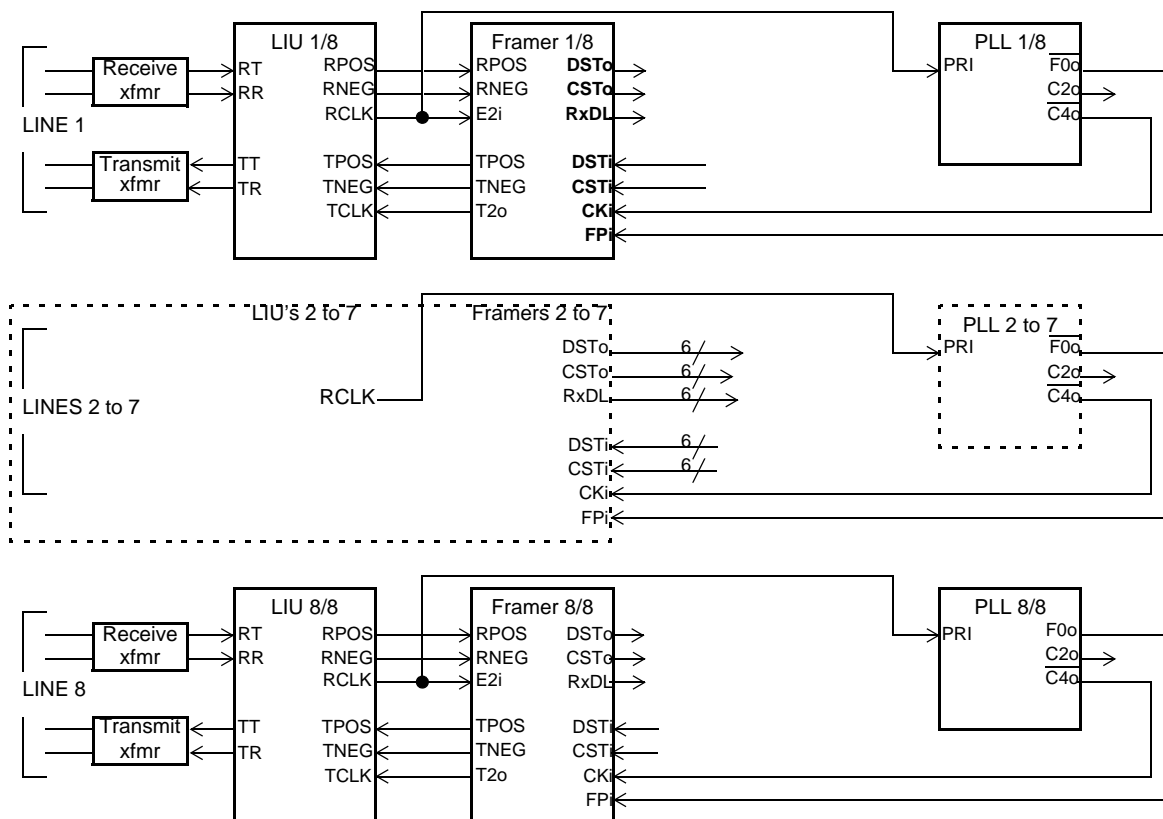 LIU 1/8
Framer 1/8
PLL 1/8
Receive
xfmr
RT
RR
RPOS
RNEG
RCLK
RPOS
RNEG
E2i
DSTo
CSTo
RxDL
PRI
F0o
C2o
C4o
LINE 1
Transmit
xfmr
TT
TR
TPOS
TNEG
TCLK
TPOS
TNEG
T2o
DSTi
CSTi
CKi
FPi
LIU's 2 to 7
Framers 2 to 7
PLL 2 to 7
DSTo
CSTo
RxDL
6
6
6
PRI
F0o
C2o
C4o
LINES 2 to 7
RCLK
DSTi
CSTi
CKi
FPi
6
6
LIU 8/8
Framer 8/8
PLL 8/8
Receive
xfmr
RT
RR
RPOS
RNEG
RCLK
RPOS
RNEG
E2i
DSTo
CSTo
RxDL
PRI
F0o
C2o
C4o
LINE 8
Transmit
xfmr
TT
TR
TPOS
TNEG
TCLK
TPOS
TNEG
T2o
DSTi
CSTi
CKi
FPi